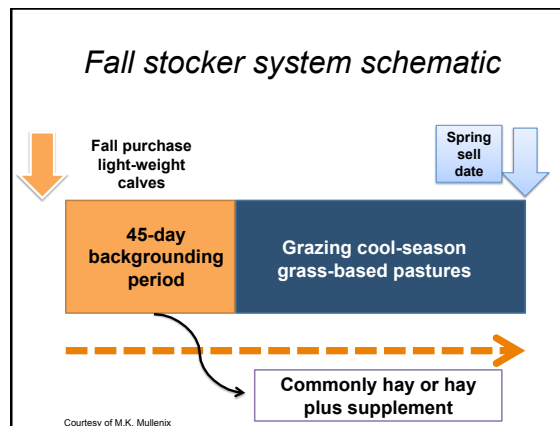 Fall stocker system schematic
Fall purchase
light-weight
calves
Spring
sell
date
45-day
backgrounding
period
Grazing cool-season
grass-based pastures
Commonly hay or hay
plus supplement
Courtesy of M.K. Mullenix